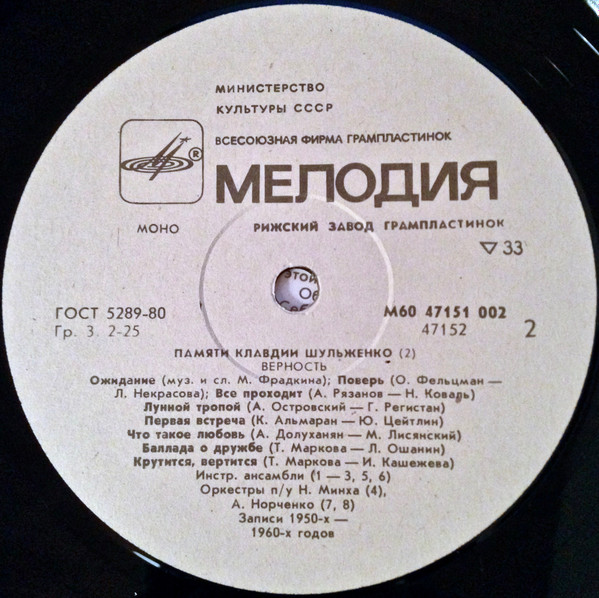 МИНИСТЕРСТВО
КУЛЬТУРЫ СССР
ВСЕСОЮЗНАЯ ФИРМА ГРАМПЛАСТИНОК
®
МЕЛОДИЯ
МОНО
РИЖСКИЙ ЗАВОД ГРАМПЛАСТИНОК
▽ 33
этой
Об
ГОСТ 5289-80
М60 47151 002
Гр. 3. 2-25
47152
2
ПАМЯТИ КЛАВДИИ ШУЛЬЖЕНКО (2)
ВЕРНОСТЬ
Ожидание (муз. и сл. М. Фрадкина); Поверь (О. Фельцман —
Л. Некрасова); Все проходит (А. Рязанов — Н. Коваль)
Лунной тропой (А. Островский — Г. Регистан)
Первая встреча (К. Альмаран — Ю. Цейтлин)
Что такое любовь (А. Долуханян — М. Лисянский)
Баллада о дружбе (Т. Маркова — Л. Ошанин)
Крутится, вертится (Т. Маркова — И. Кашежева)
Инстр. ансамбли (1 — 3, 5, 6)
Оркестры п/у Н. Минха (4),
А. Норченко (7, 8)
Записи 1950-х —
1960-х годов